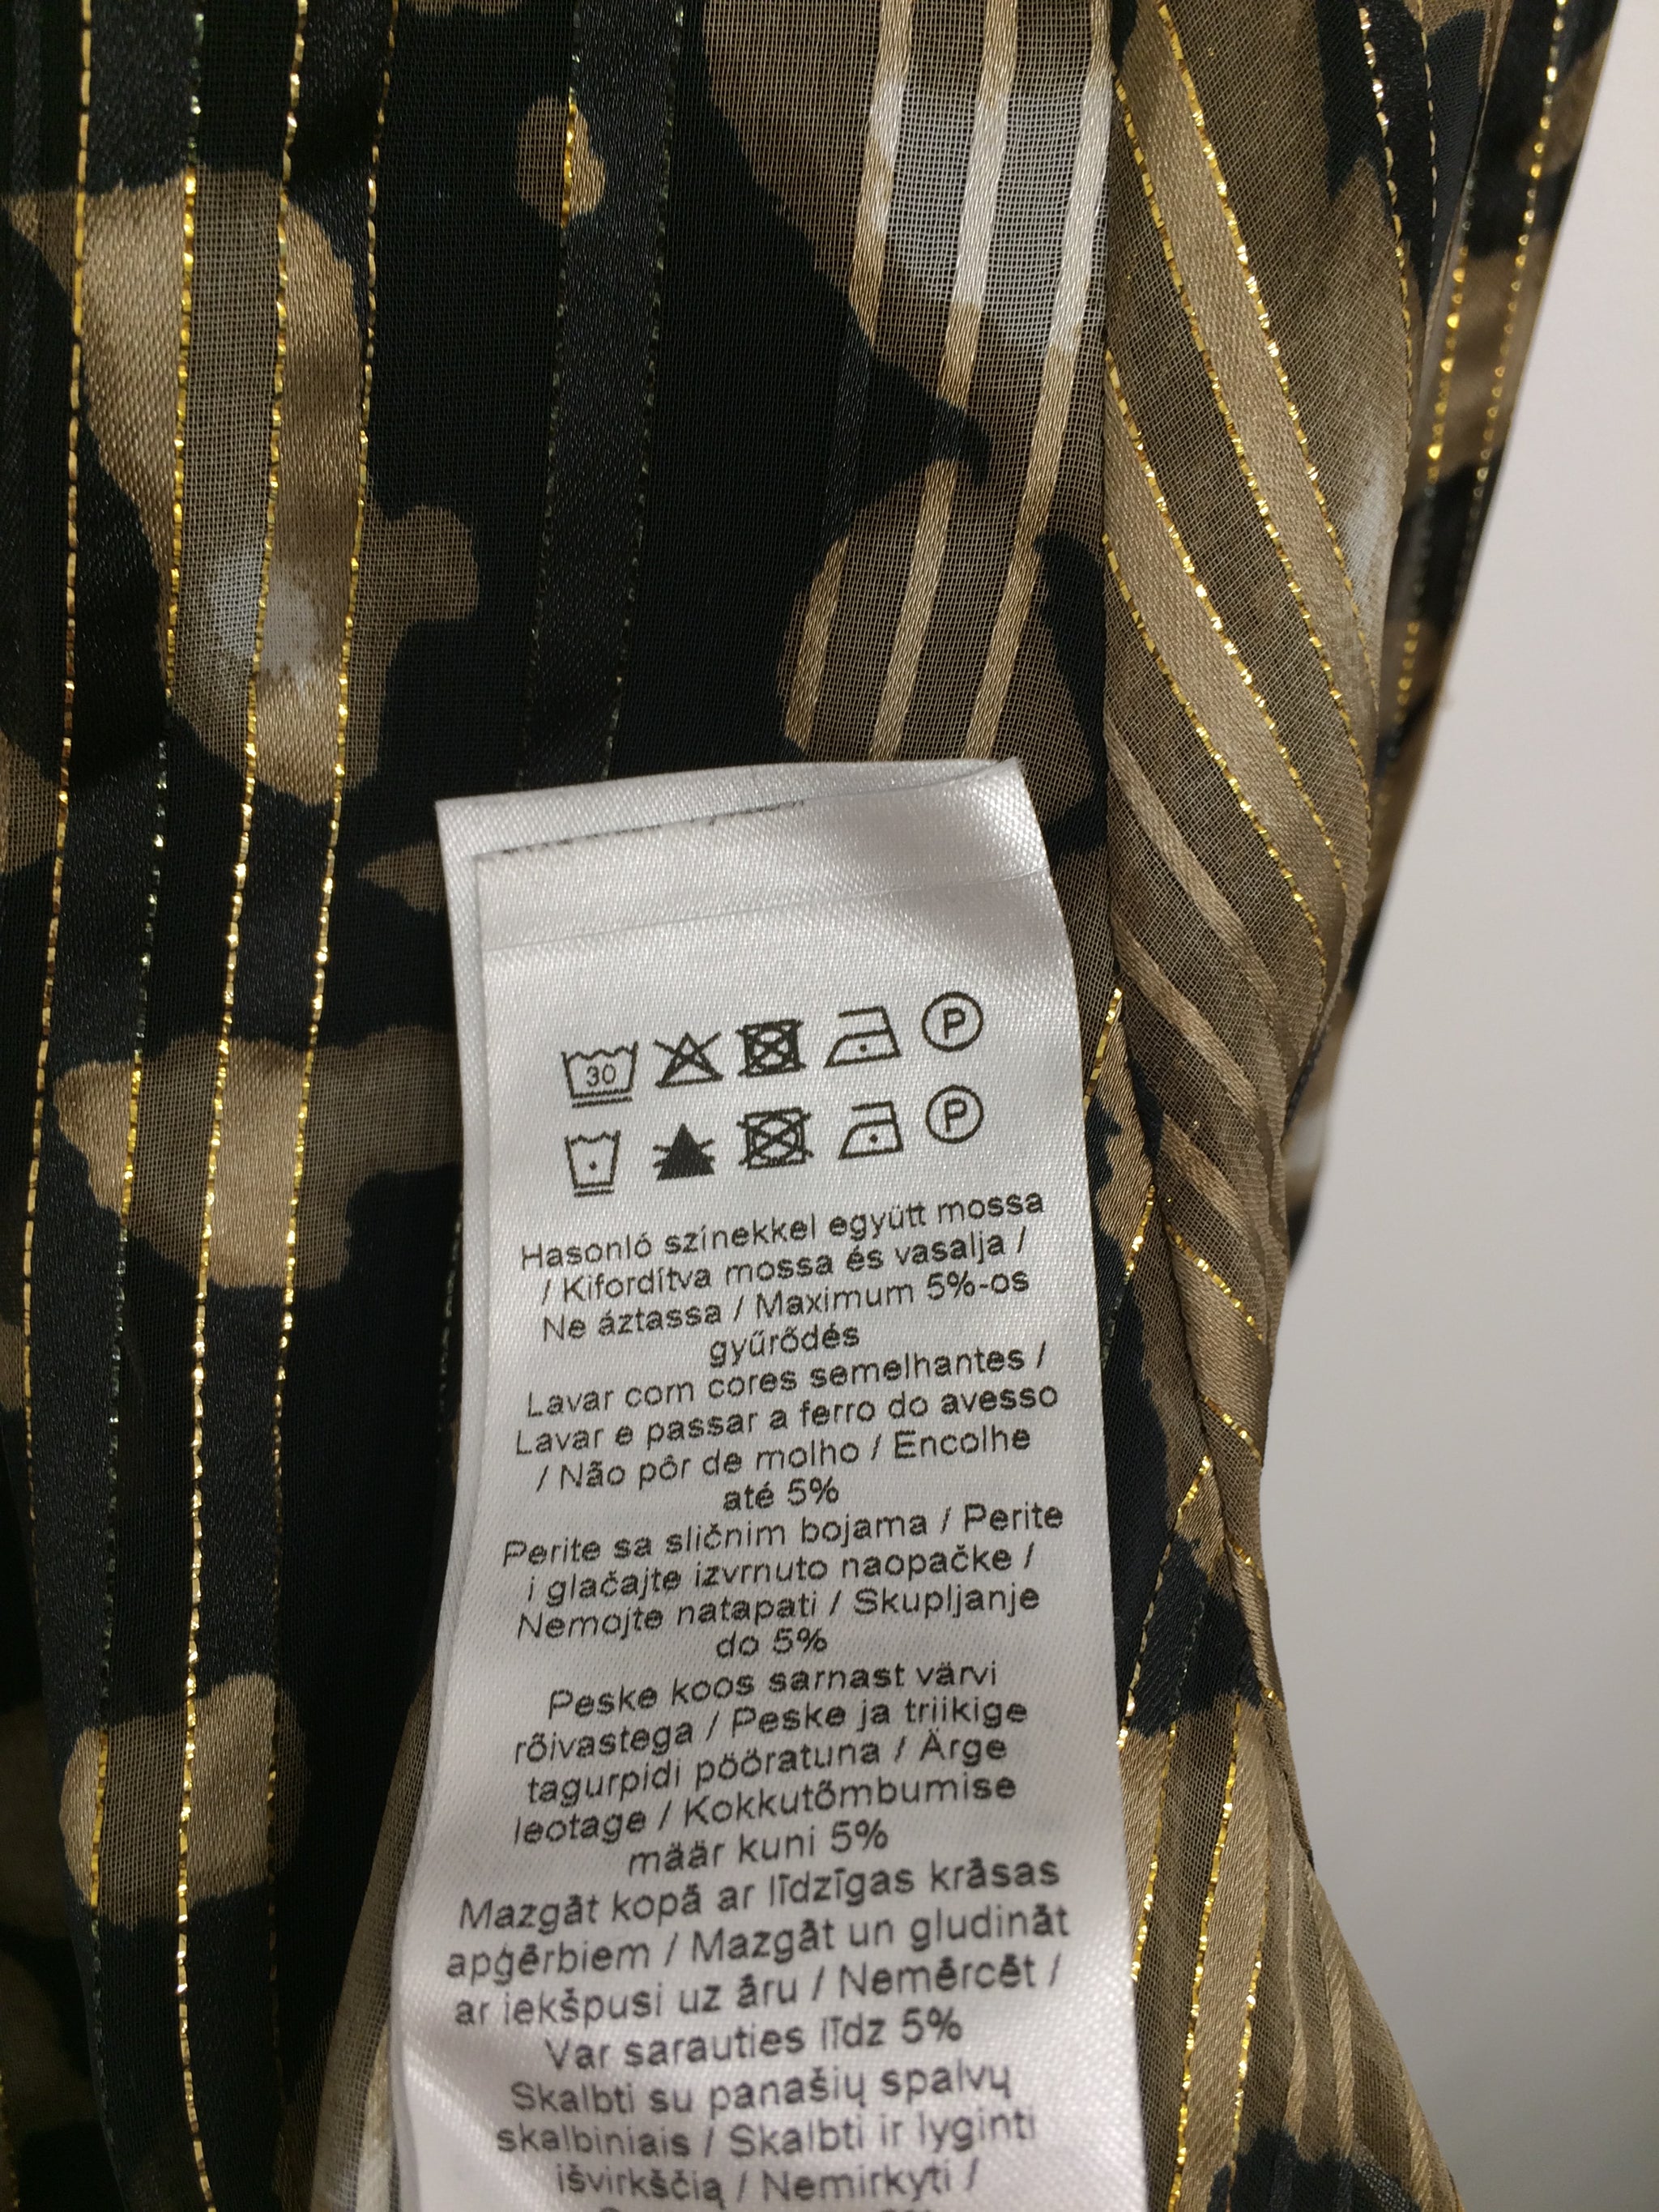 30 P
P
Hasonló színekkel együtt mossa
/ Kifordítva mossa és vasalja /
Ne áztassa / Maximum 5%-os
gyűrődés
Lavar com cores semelhantes /
Lavar e passar a ferro do avesso
/ Não pôr de molho / Encolhe
até 5%
Perite sa sličnim bojama / Perite
i glačajte izvrnuto naopačke /
Nemojte natapati / Skupljanje
do 5%
Peske koos sarnast värvi
rõivastega / Peske ja triikige
tagurpidi pööratuna / Ärge
leotage / Kokkutõmbumise
määr kuni 5%
Mazgāt kopā ar līdzīgas krāsas
apģērbiem / Mazgāt un gludināt
ar iekšpusi uz āru / Nemērcēt /
Var sarauties līdz 5%
Skalbti su panašių spalvų
skalbiniais / Skalbti ir lyginti
išvirkščią / Nemirkyti /